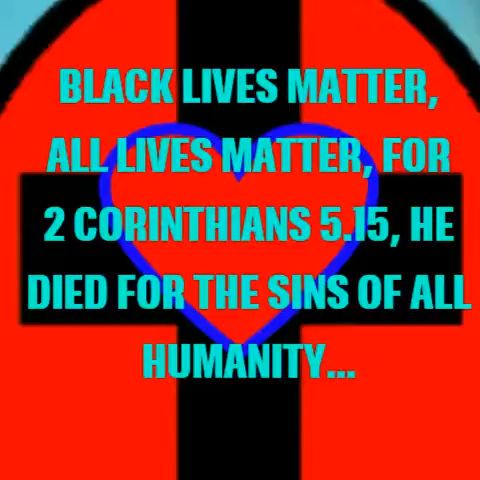 BLACK LIVES MATTER,
ALL LIVES MATTER, FOR
2 CORINTHIANS 5.15, HE
DIED FOR THE SINS OF ALL
HUMANITY...